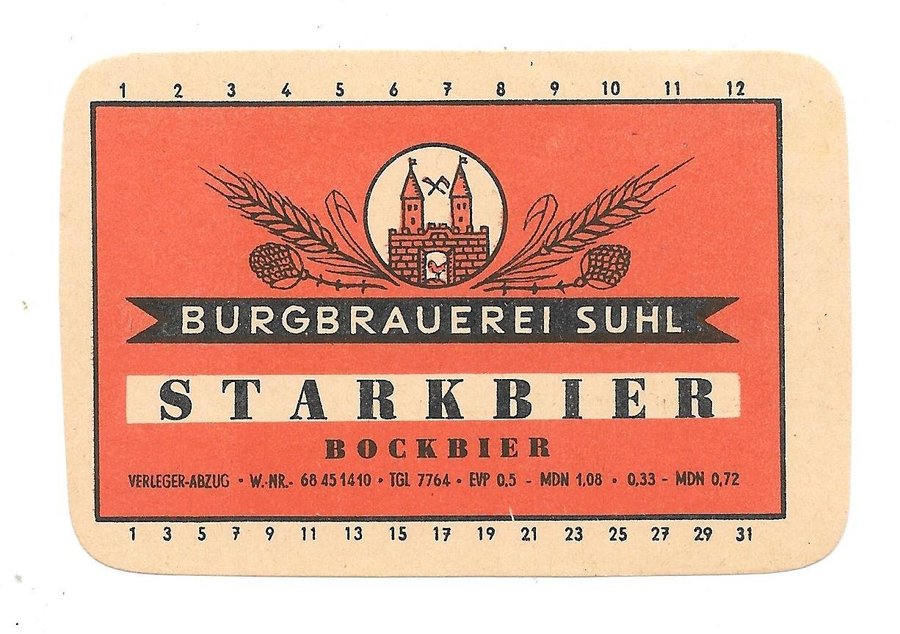 1 2 3 4 5 6 7 8 9 10 11 12
BURGBRAUEREI SUHL
STARKBIER
BOCKBIER
VERLEGER-ABZUG · W.-NR.- 68 45 14 10 · TGL 7764 · EVP 0,5 - MDN 1,08 · 0,33 - MDN 0,72
1 3 5 7 9 11 13 15 17 19 21 23 25 27 29 31